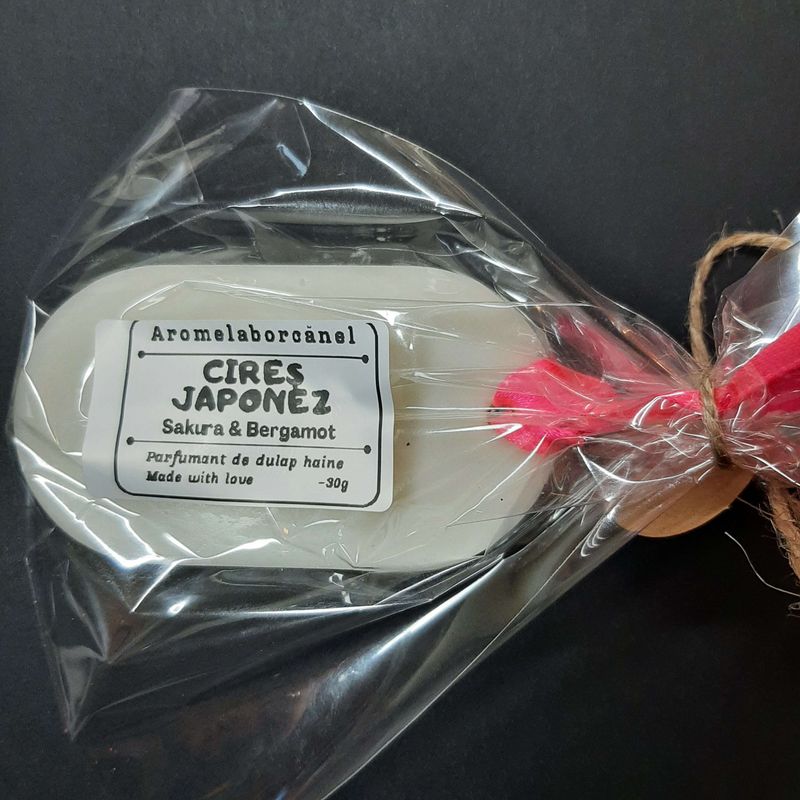 Aromelaborcănel
CIREȘ
JAPONEZ
Sakura & Bergamot
Parfumant de dulap haine
Made with love ~30g